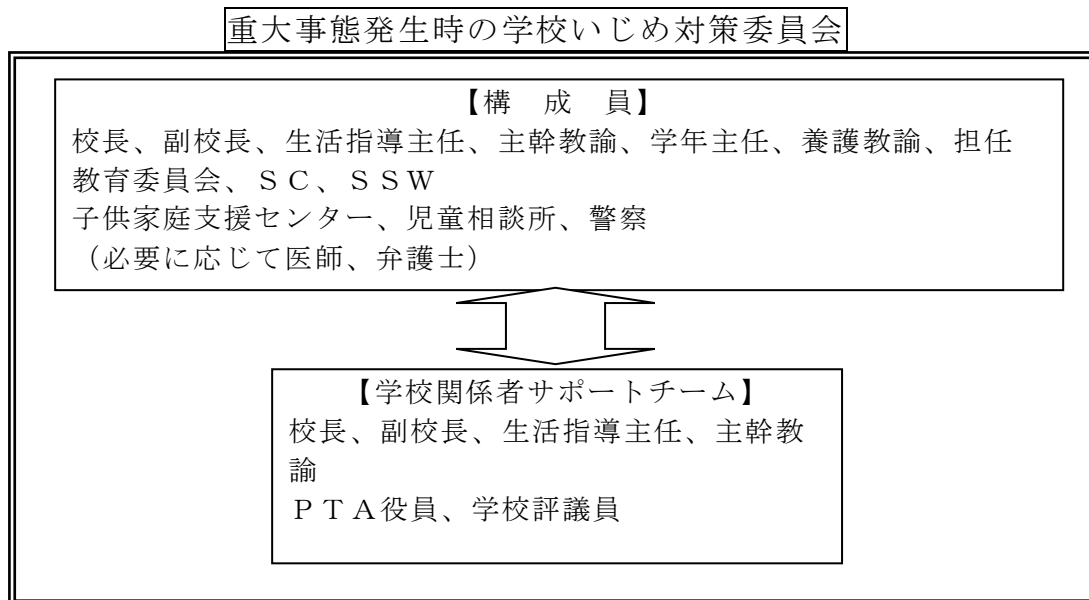 重大事態発生時の学校いじめ対策委員会
【構　成　員】
校長、副校長、生活指導主任、主幹教諭、学年主任、養護教諭、担任
教育委員会、ＳＣ、ＳＳＷ
子供家庭支援センター、児童相談所、警察
（必要に応じて医師、弁護士）
【学校関係者サポートチーム】
校長、副校長、生活指導主任、主幹教
諭
ＰＴＡ役員、学校評議員